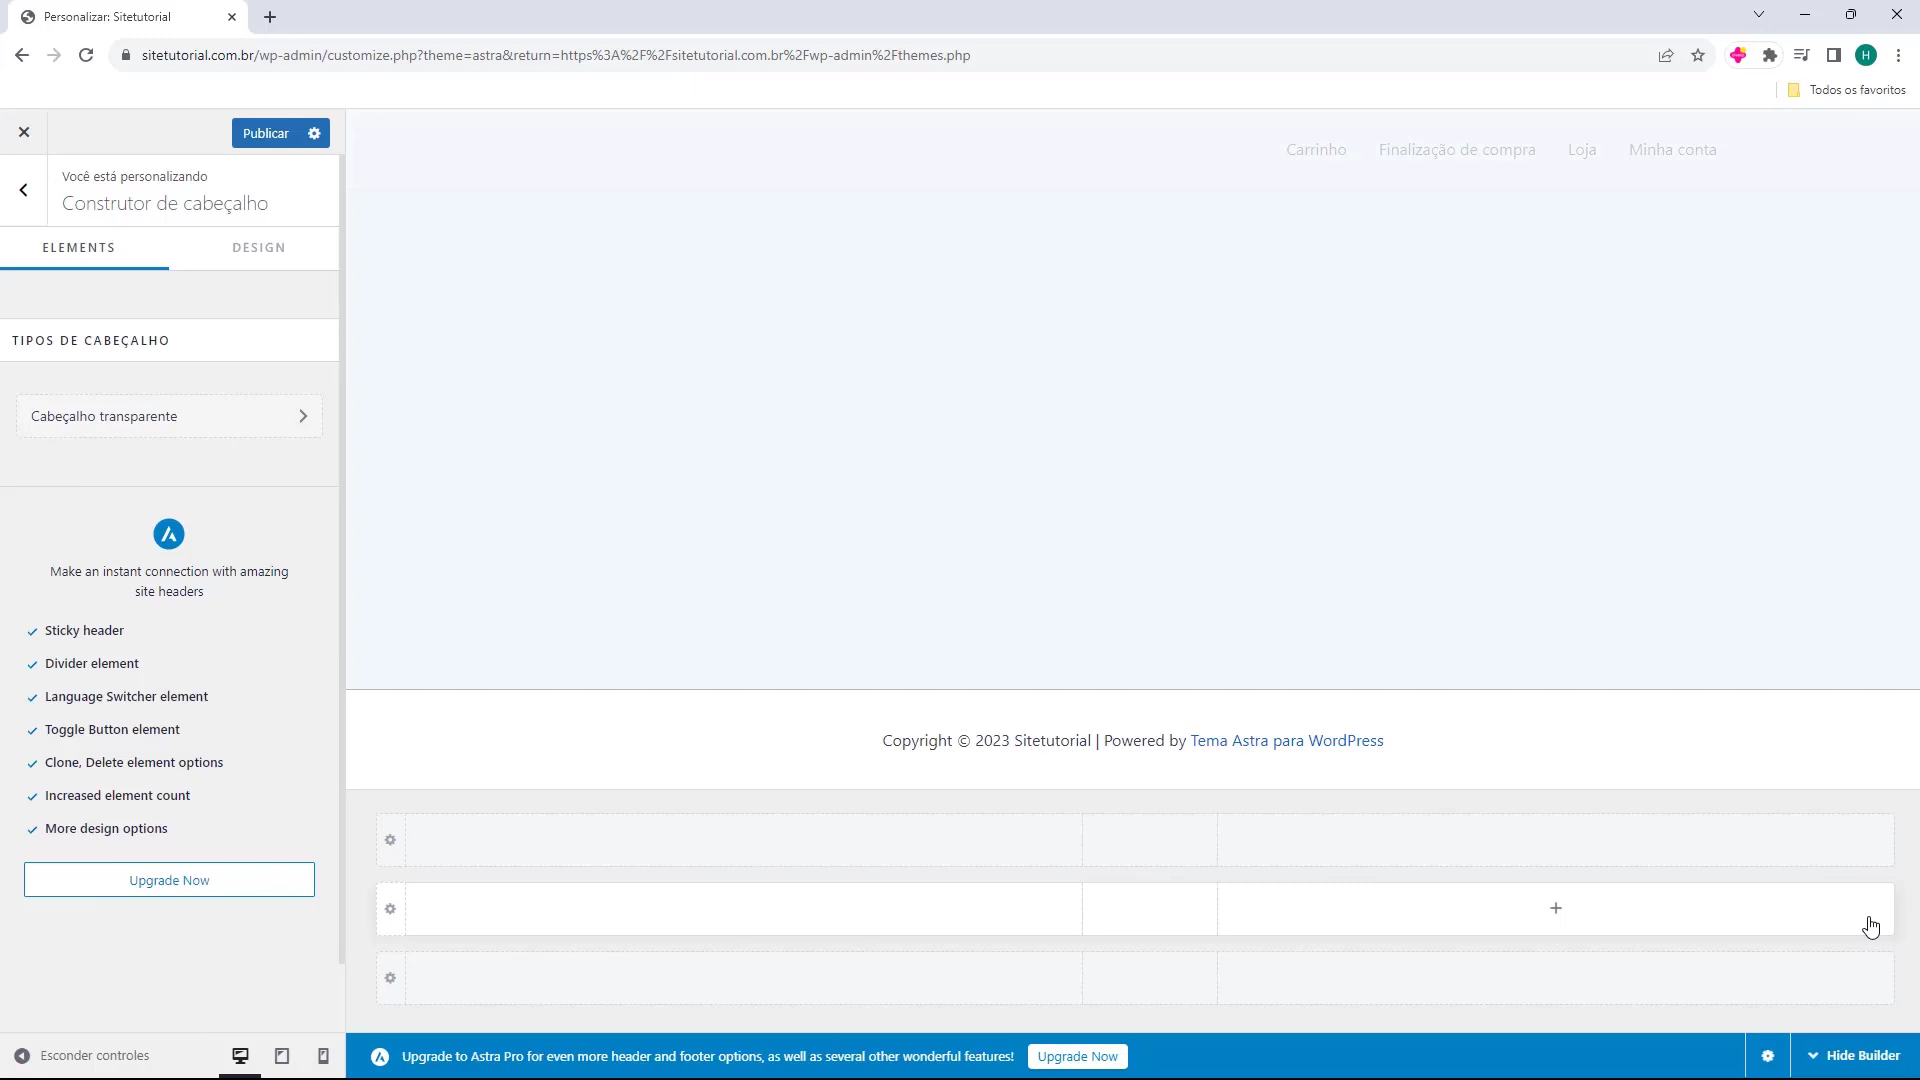 Personalizar: Sitetutorial
sitetutorial.com.br/wp-admin/customize.php?theme=astra&return=https%3A%2F%2Fsitetutorial.com.br%2Fwp-admin%2Fthemes.php
H
Todos os favoritos
Publicar
Carrinho Finalização de compra Loja Minha conta
Você está personalizando
Construtor de cabeçalho
ELEMENTS DESIGN
TIPOS DE CABEÇALHO
Cabeçalho transparente
Make an instant connection with amazing
site headers
Sticky header
Divider element
Language Switcher element
Toggle Button element
Clone, Delete element options
Increased element count
More design options
Upgrade Now
Copyright © 2023 Sitetutorial | Powered by Tema Astra para WordPress
Esconder controles
Upgrade to Astra Pro for even more header and footer options, as well as several other wonderful features! Upgrade Now
Hide Builder